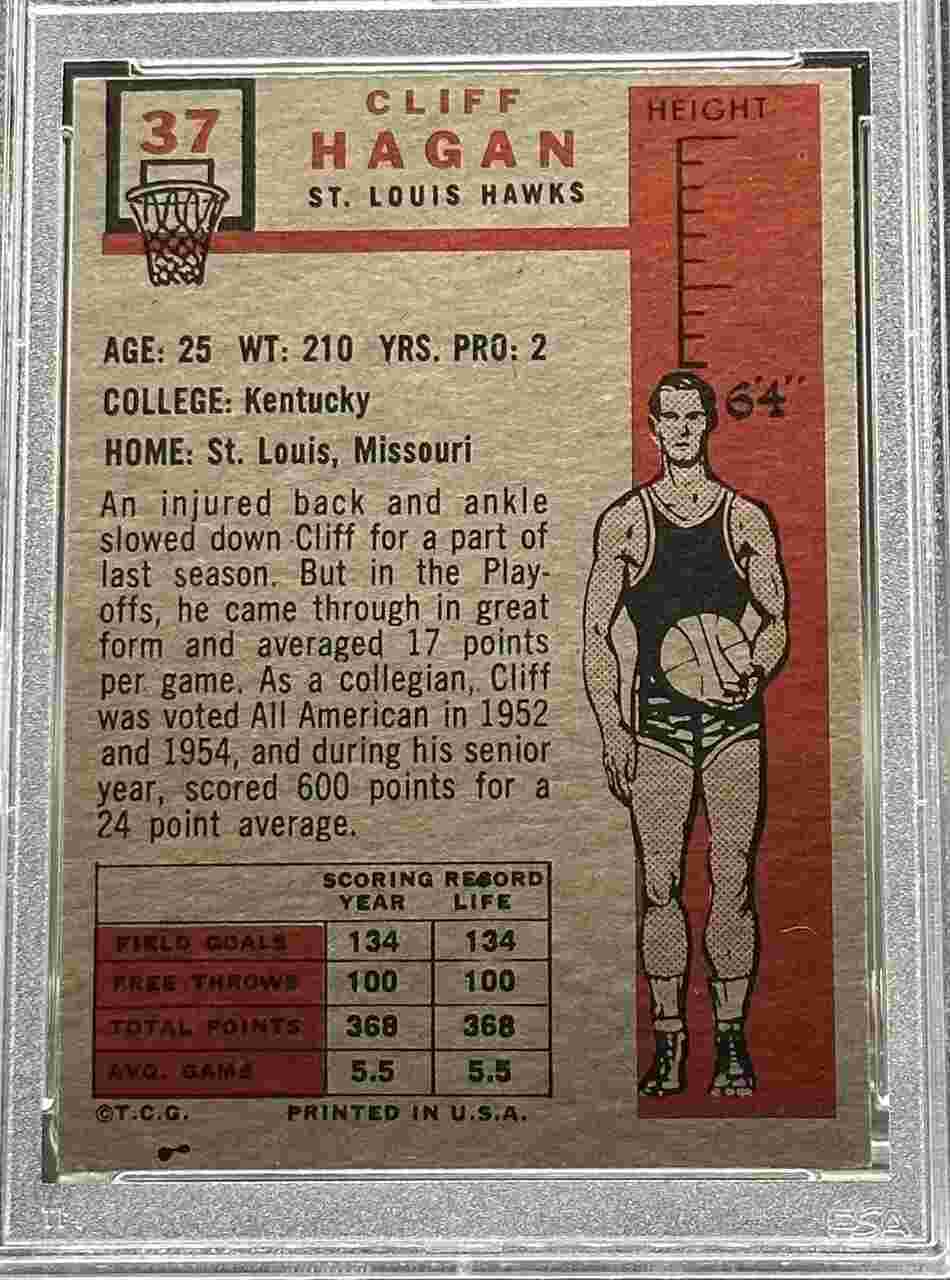 37
CLIFF
HAGAN
ST. LOUIS HAWKS
HEIGHT
6'4"
AGE: 25 WT: 210 YRS. PRO: 2
COLLEGE: Kentucky
HOME: St. Louis, Missouri
An injured back and ankle
slowed down Cliff for a part of
last season. But in the Play-
offs, he came through in great
form and averaged 17 points
per game. As a collegian, Cliff
was voted All American in 1952
and 1954, and during his senior
year, scored 600 points for a
24 point average.
SCORING RECORD
YEAR LIFE
FIELD GOALS 134 134
FREE THROWS 100 100
TOTAL POINTS 368 368
AVG. GAME 5.5 5.5
©T.C.G. PRINTED IN U.S.A.